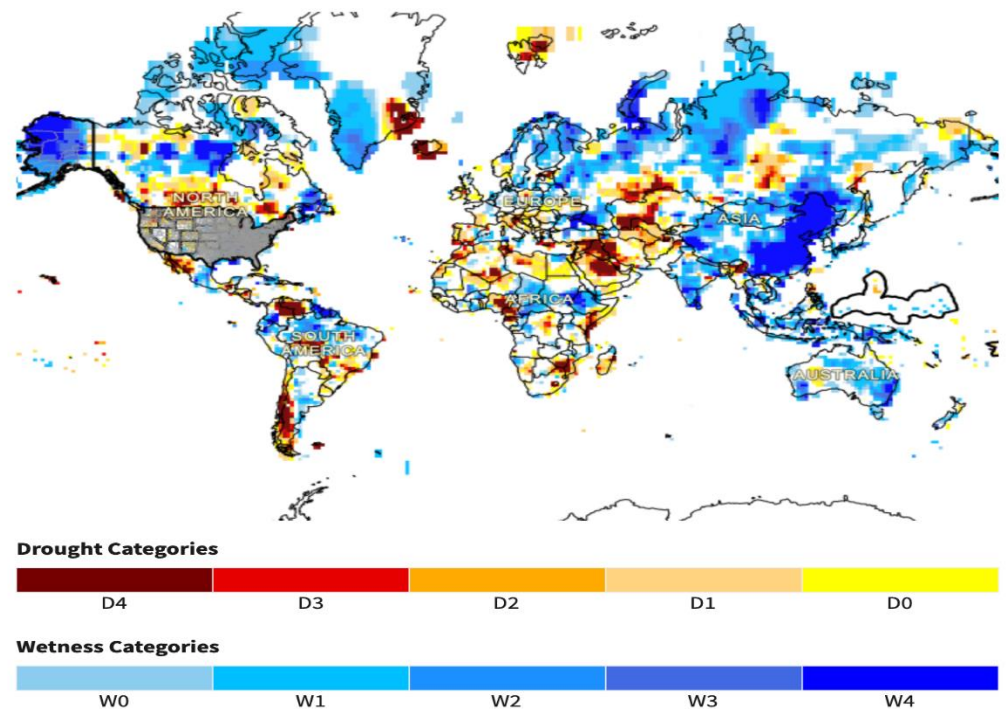 NORTH
AMERICA
EUROPE
ASIA
AFRICA
SOUTH
AMERICA
AUSTRALIA
Drought Categories
D4 D3 D2 D1 D0
Wetness Categories
W0 W1 W2 W3 W4